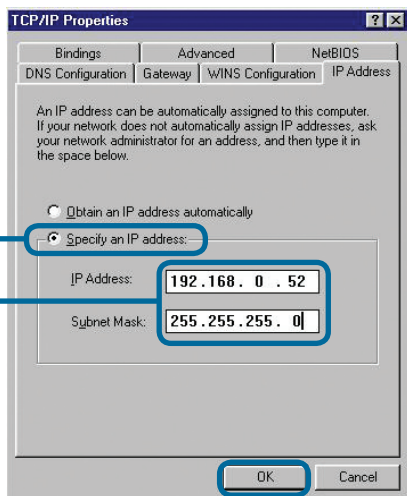 TCP/IP Properties
Bindings Advanced NetBIOS
DNS Configuration Gateway WINS Configuration IP Address
An IP address can be automatically assigned to this computer.
If your network does not automatically assign IP addresses, ask
your network administrator for an address, and then type it in
the space below.
Obtain an IP address automatically
Specify an IP address:
IP Address: 192.168. 0 .52
Subnet Mask: 255.255.255. 0
OK Cancel